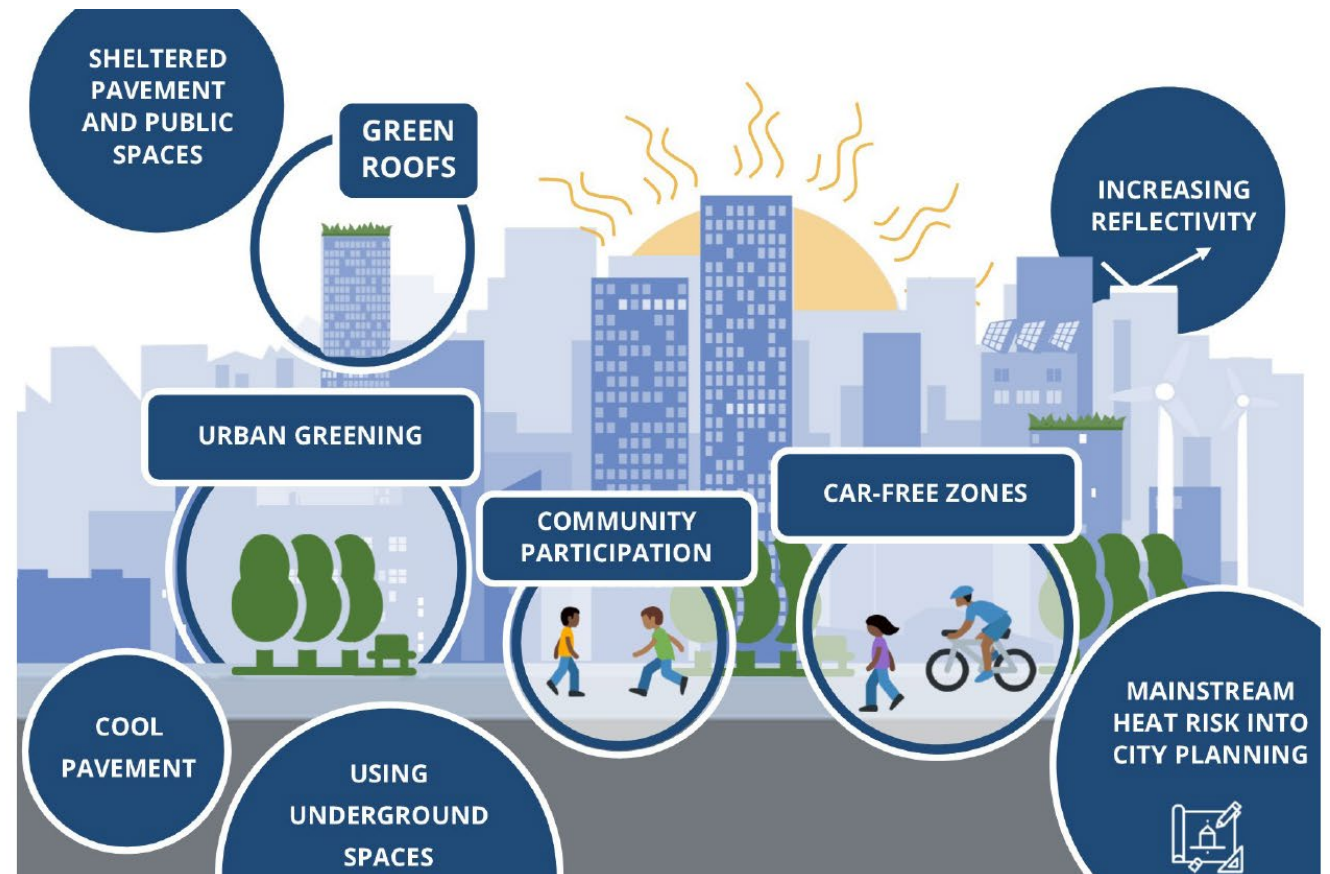 SHELTERED
PAVEMENT
AND PUBLIC
SPACES
GREEN
ROOFS
INCREASING
REFLECTIVITY
URBAN GREENING
COMMUNITY
PARTICIPATION
CAR-FREE ZONES
COOL
PAVEMENT
USING
UNDERGROUND
SPACES
MAINSTREAM
HEAT RISK INTO
CITY PLANNING